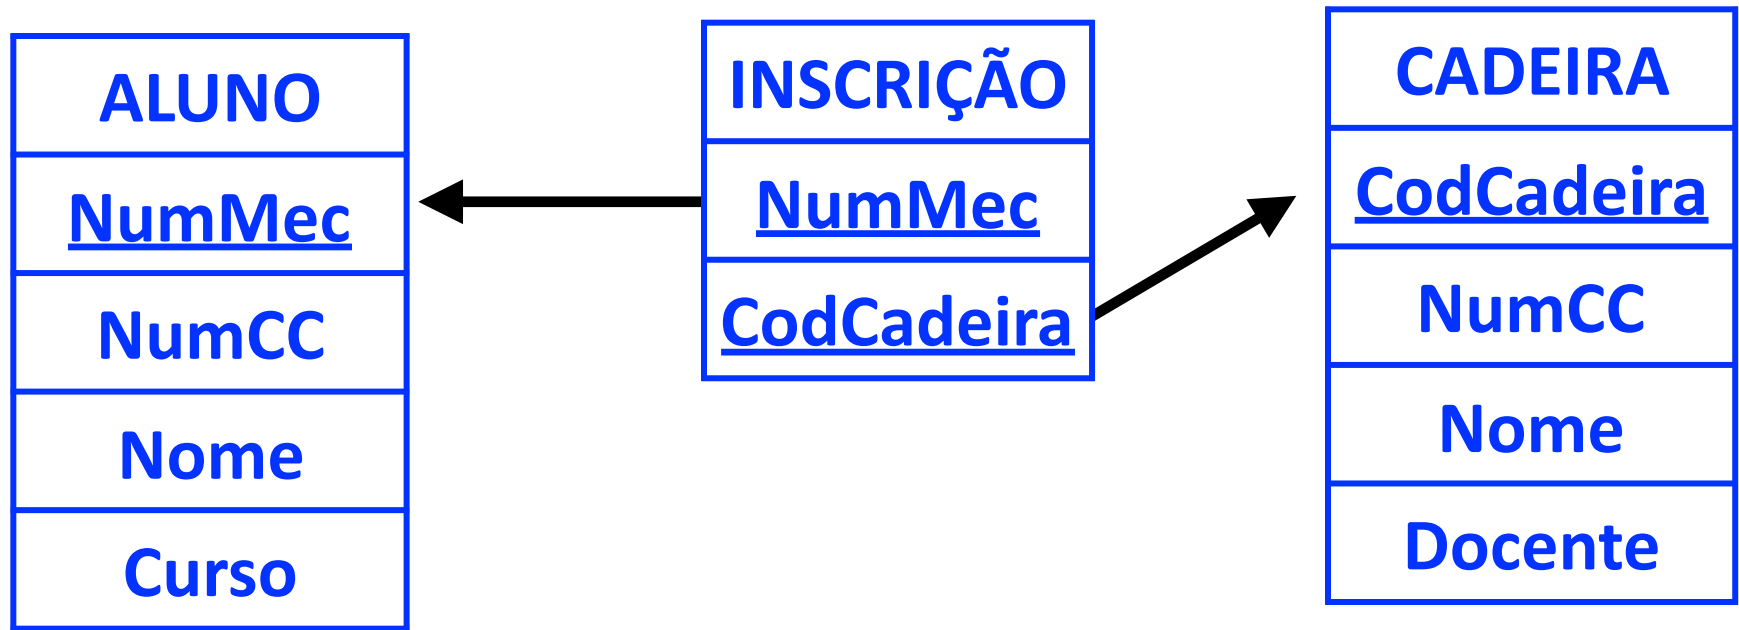 ALUNO
NumMec
NumCC
Nome
Curso
INSCRIÇÃO
NumMec
CodCadeira
CADEIRA
CodCadeira
NumCC
Nome
Docente